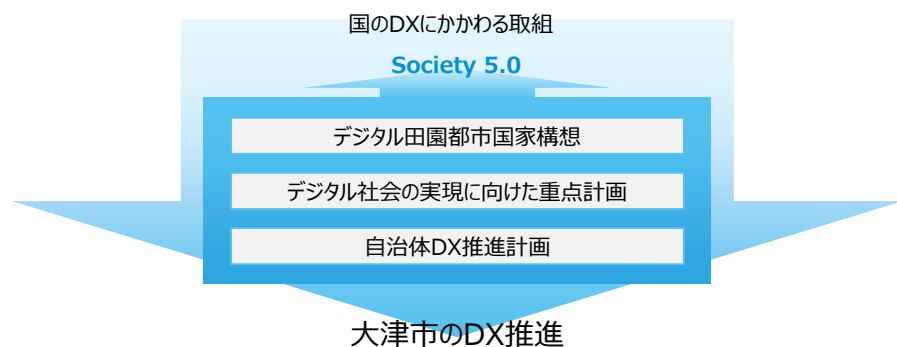 国のDXにかかわる取組
Society 5.0
デジタル田園都市国家構想
デジタル社会の実現に向けた重点計画
自治体DX推進計画
大津市のDX推進